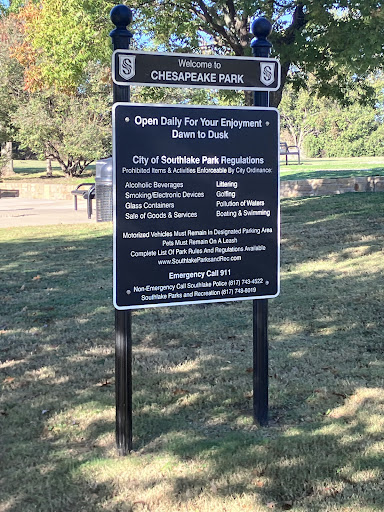 Welcome to
CHESAPEAKE PARK
Open Daily For Your Enjoyment
Dawn to Dusk
City of Southlake Park Regulations
Prohibited Items & Activities Enforceable By City Ordinance:
Alcoholic Beverages
Smoking/Electronic Devices
Glass Containers
Sale of Goods & Services
Littering
Golfing
Pollution of Waters
Boating & Swimming
Motorized Vehicles Must Remain In Designated Parking Area
Pets Must Remain On A Leash
Complete List Of Park Rules And Regulations Available
www.SouthlakeParksandRec.com
Emergency Call 911
Non-Emergency Call Southlake Police (817) 743-4522
Southlake Parks and Recreation (817) 748-8019